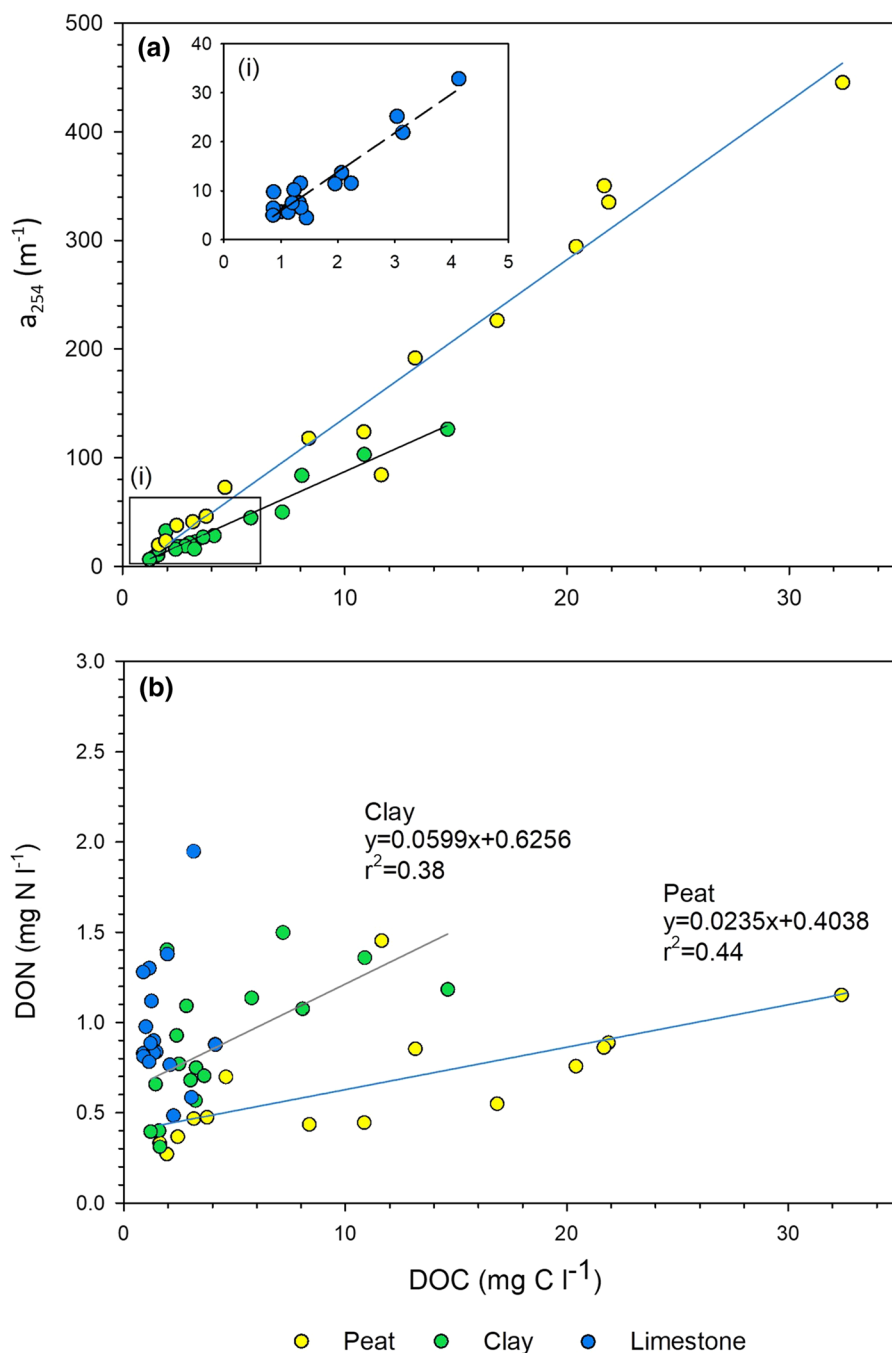 (a)
500
400
300
200
100
0
a₂₅₄ (m⁻¹)
(i)
40
30
20
10
0
0 1 2 3 4 5
(i)
0 10 20 30
(b)
3.0
2.5
2.0
1.5
1.0
0.5
0.0
DON (mg N l⁻¹)
Clay
y=0.0599x+0.6256
r²=0.38
Peat
y=0.0235x+0.4038
r²=0.44
0 10 20 30
DOC (mg C l⁻¹)
Peat Clay Limestone